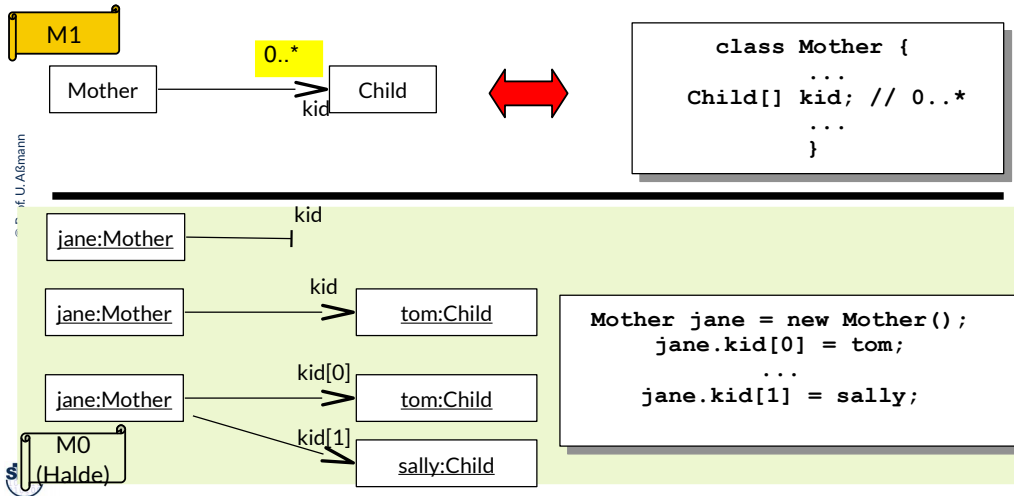 M1
0..*
Mother
Child
kid
class Mother {
...
Child[] kid; // 0..*
...
}
U. Aßmann
kid
jane:Mother
kid
jane:Mother
tom:Child
kid[0]
jane:Mother
tom:Child
kid[1]
sally:Child
Mother jane = new Mother();
jane.kid[0] = tom;
...
jane.kid[1] = sally;
M0
(Halde)